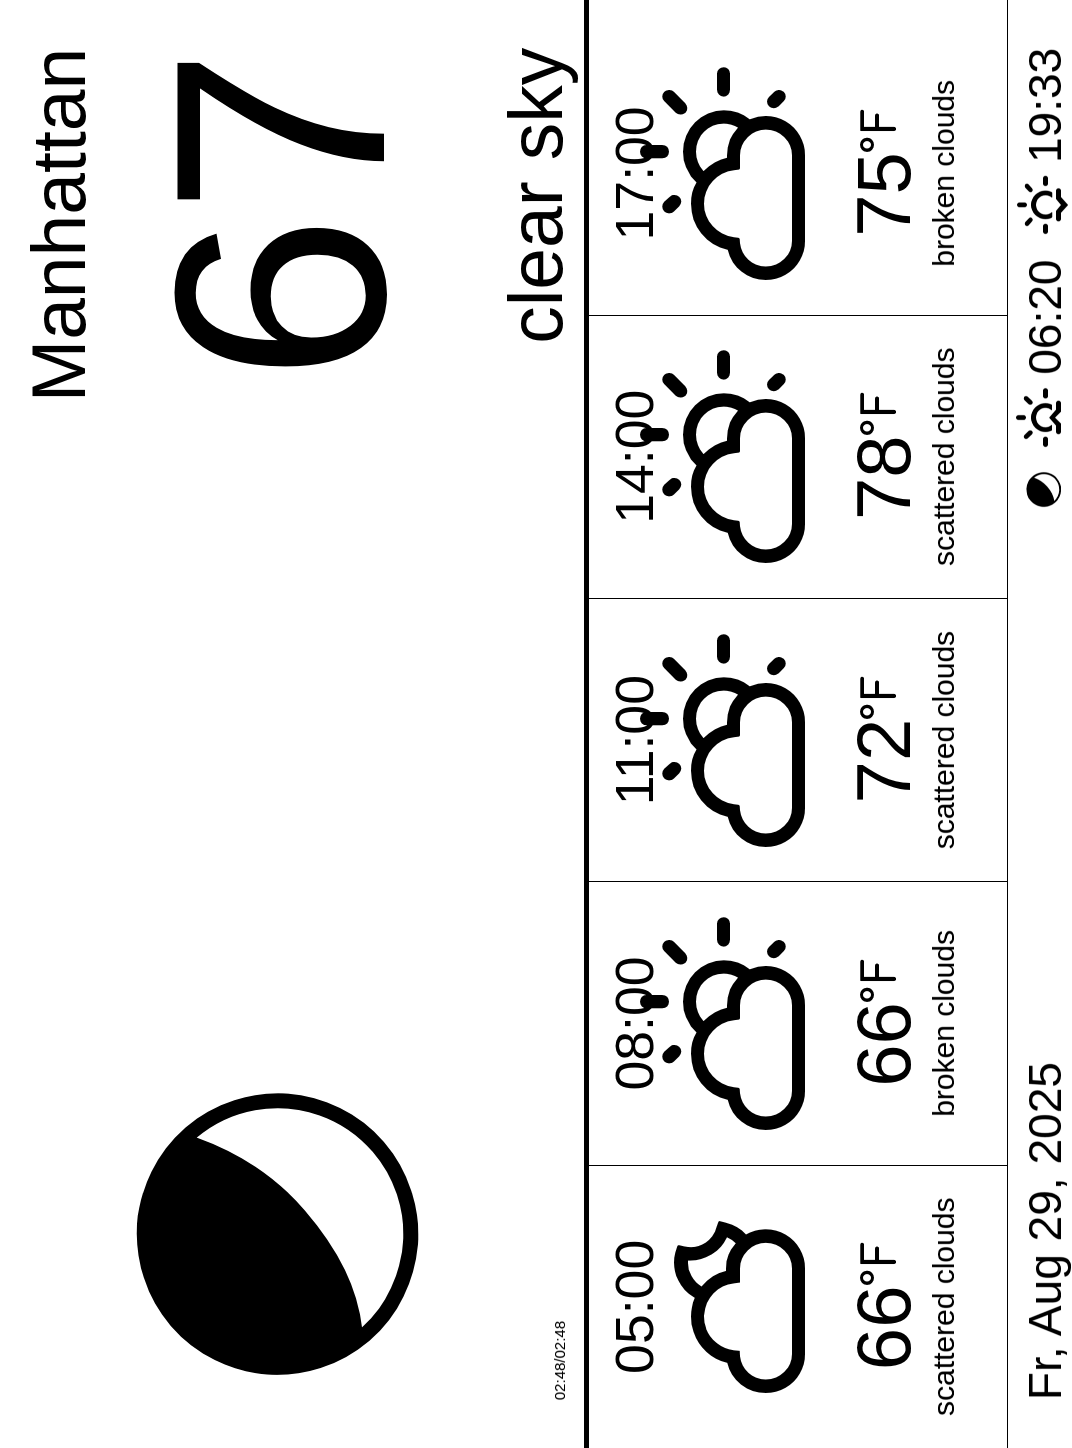 Manhattan
67
clear sky
02:48/02:48
05:00 08:00 11:00 14:00 17:00
66°F 66°F 72°F 78°F 75°F
scattered clouds broken clouds scattered clouds scattered clouds broken clouds
Fr, Aug 29, 2025 06:20 19:33